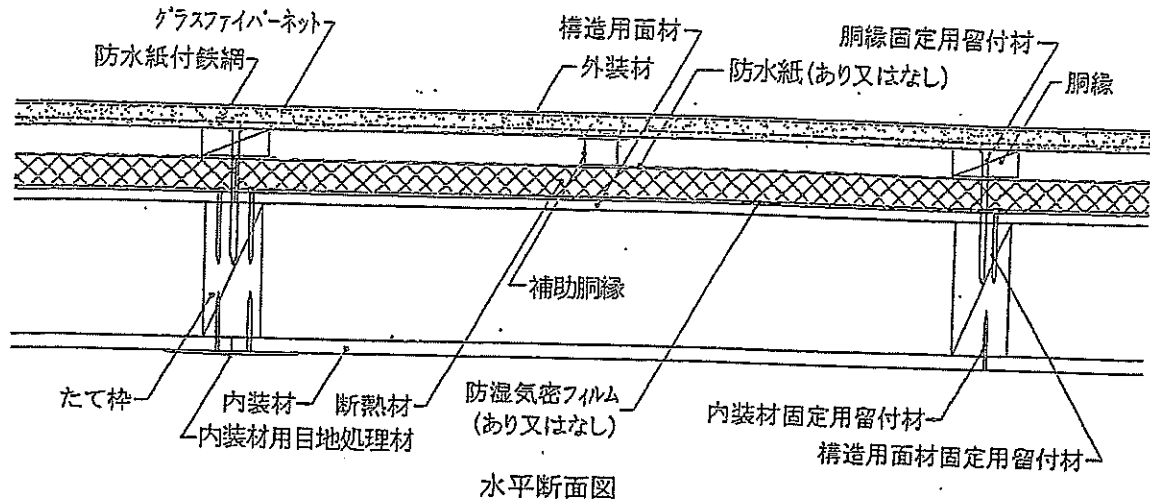 グラスファイバーネット
防水紙付鉄網
構造用面材
外装材
防水紙(あり又はなし)
胴縁固定用留付材
胴縁
補助胴縁
たて枠
内装材
内装材用目地処理材
断熱材
防湿気密フィルム
(あり又はなし)
内装材固定用留付材
構造用面材固定用留付材
水平断面図